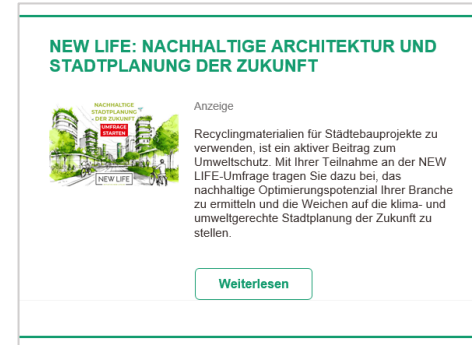 NEW LIFE: NACHHALTIGE ARCHITEKTUR UND
STADTPLANUNG DER ZUKUNFT
NACHHALTIGE
STADTPLANUNG
– DER ZUKUNFT
UMFRAGE
STARTEN
NEW LIFE
Anzeige
Recyclingmaterialien für Städtebauprojekte zu
verwenden, ist ein aktiver Beitrag zum
Umweltschutz. Mit Ihrer Teilnahme an der NEW
LIFE-Umfrage tragen Sie dazu bei, das
nachhaltige Optimierungspotenzial Ihrer Branche
zu ermitteln und die Weichen auf die klima- und
umweltgerechte Stadtplanung der Zukunft zu
stellen.
Weiterlesen